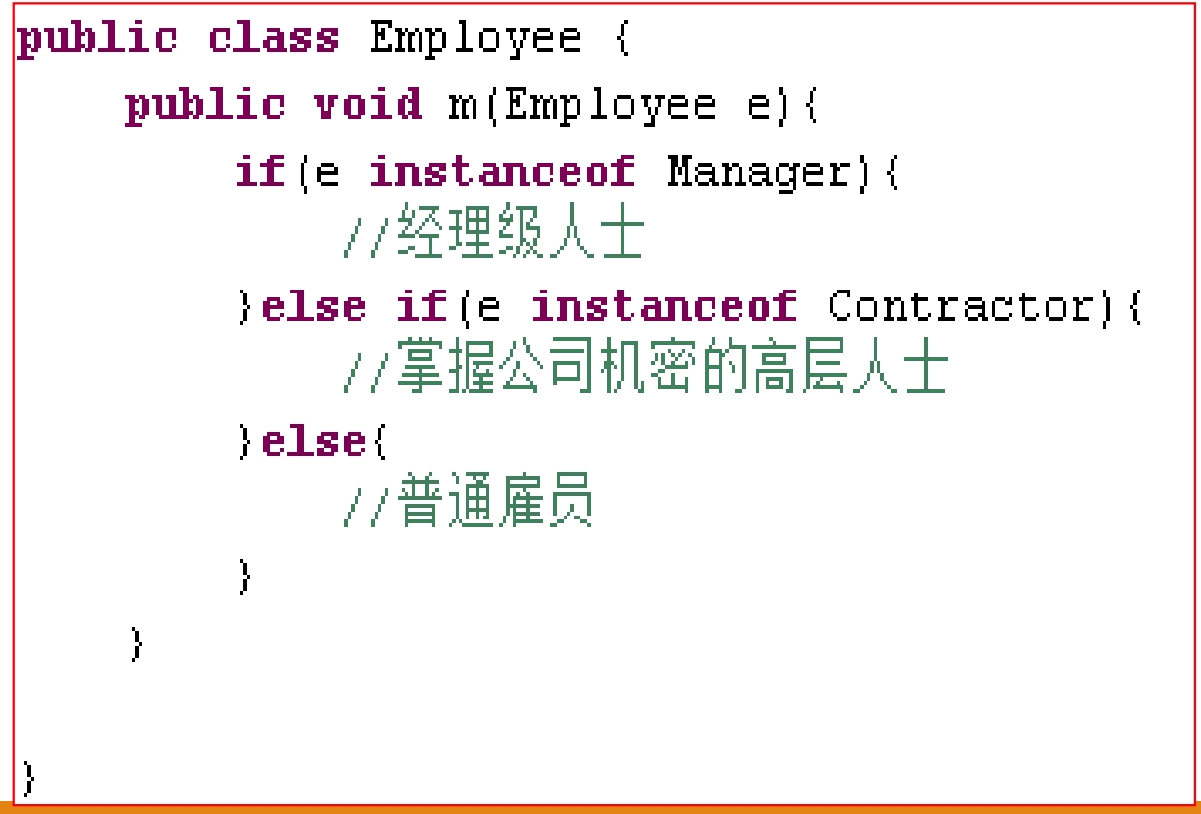 public class Employee {
public void m(Employee e){
if(e instanceof Manager){
//经理级人士
}else if(e instanceof Contractor){
//掌握公司机密的高层人士
}else{
//普通雇员
}
}
}